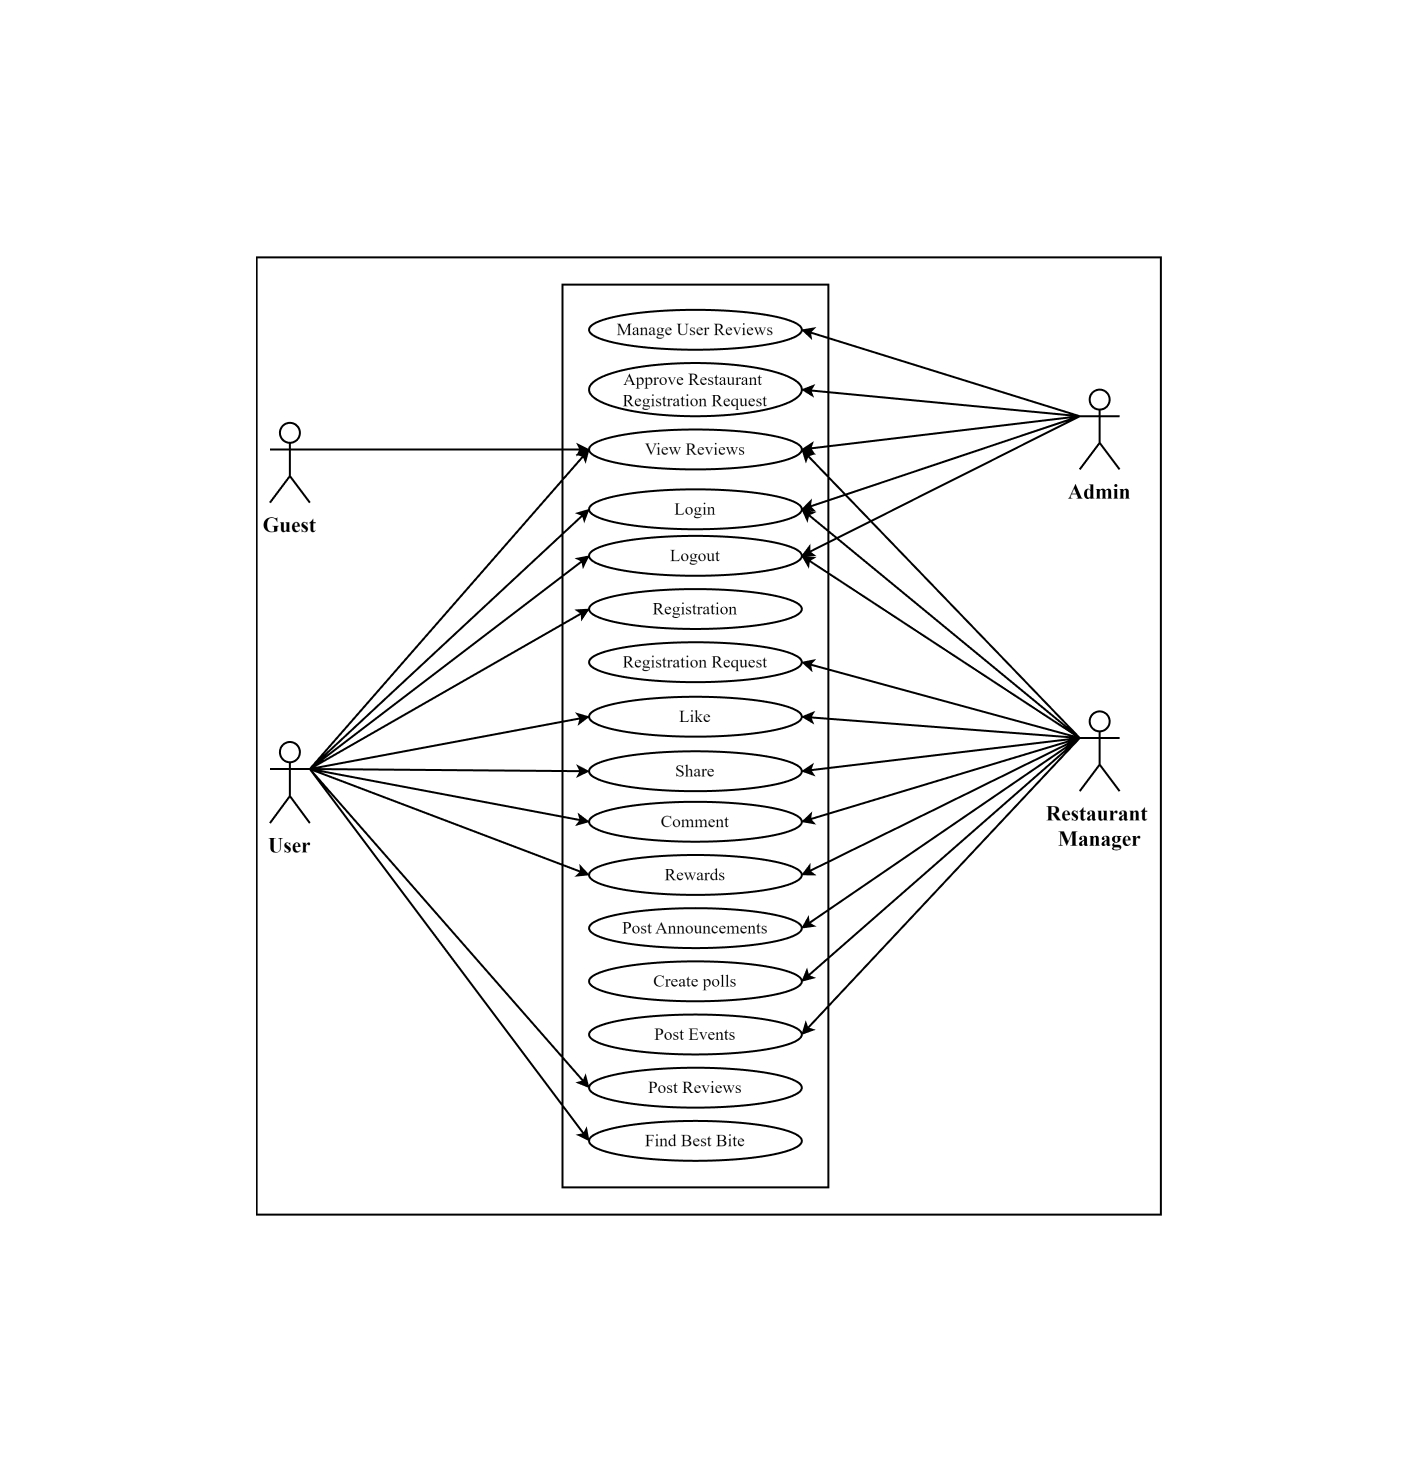 Manage User Reviews
Approve Restaurant
Registration Request
View Reviews
Login
Logout
Registration
Registration Request
Like
Share
Comment
Rewards
Post Announcements
Create polls
Post Events
Post Reviews
Find Best Bite
Guest
User
Admin
Restaurant
Manager